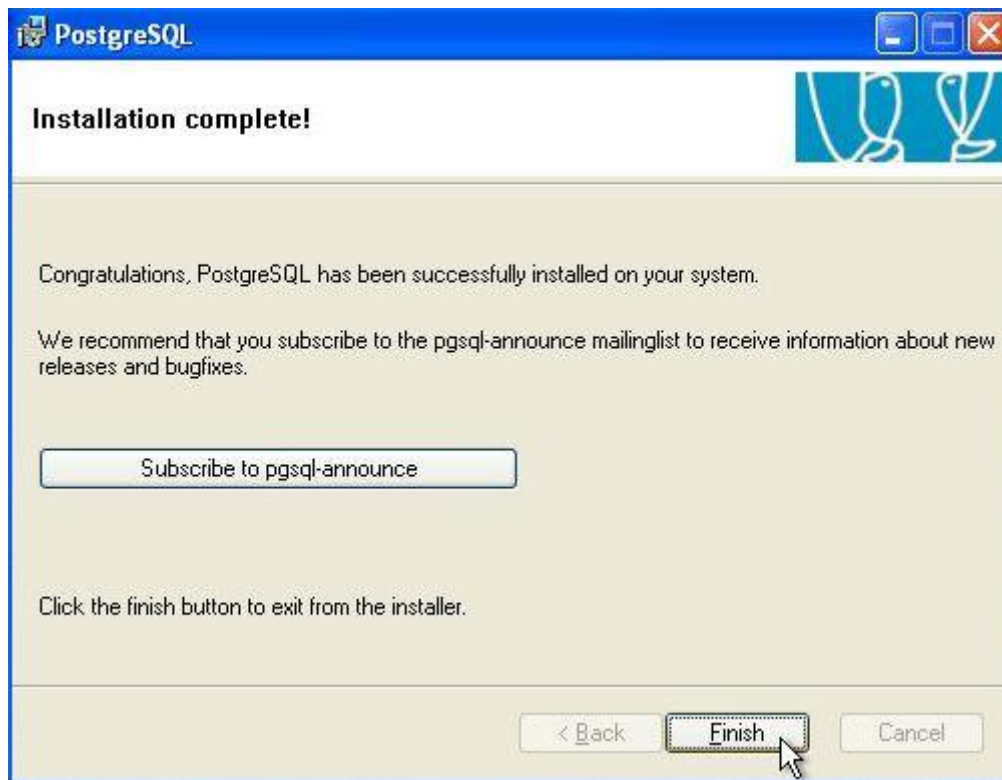 PostgreSQL
Installation complete!
Congratulations, PostgreSQL has been successfully installed on your system.
We recommend that you subscribe to the pgsql-announce mailinglist to receive information about new
releases and bugfixes.
Subscribe to pgsql-announce
Click the finish button to exit from the installer.
< Back Finish Cancel